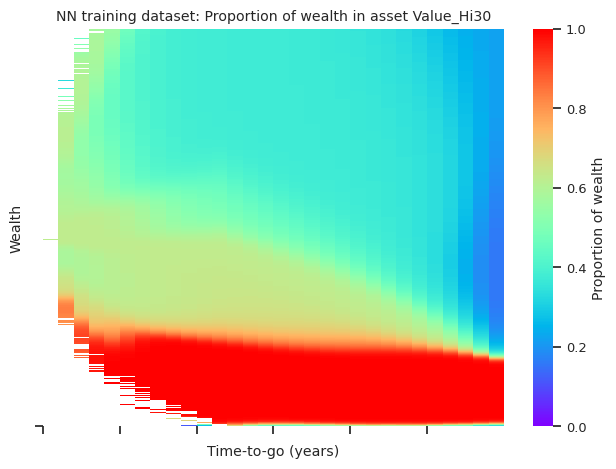 NN training dataset: Proportion of wealth in asset Value_Hi30
Wealth
Time-to-go (years)
1.0
0.8
0.6
0.4
0.2
0.0
Proportion of wealth